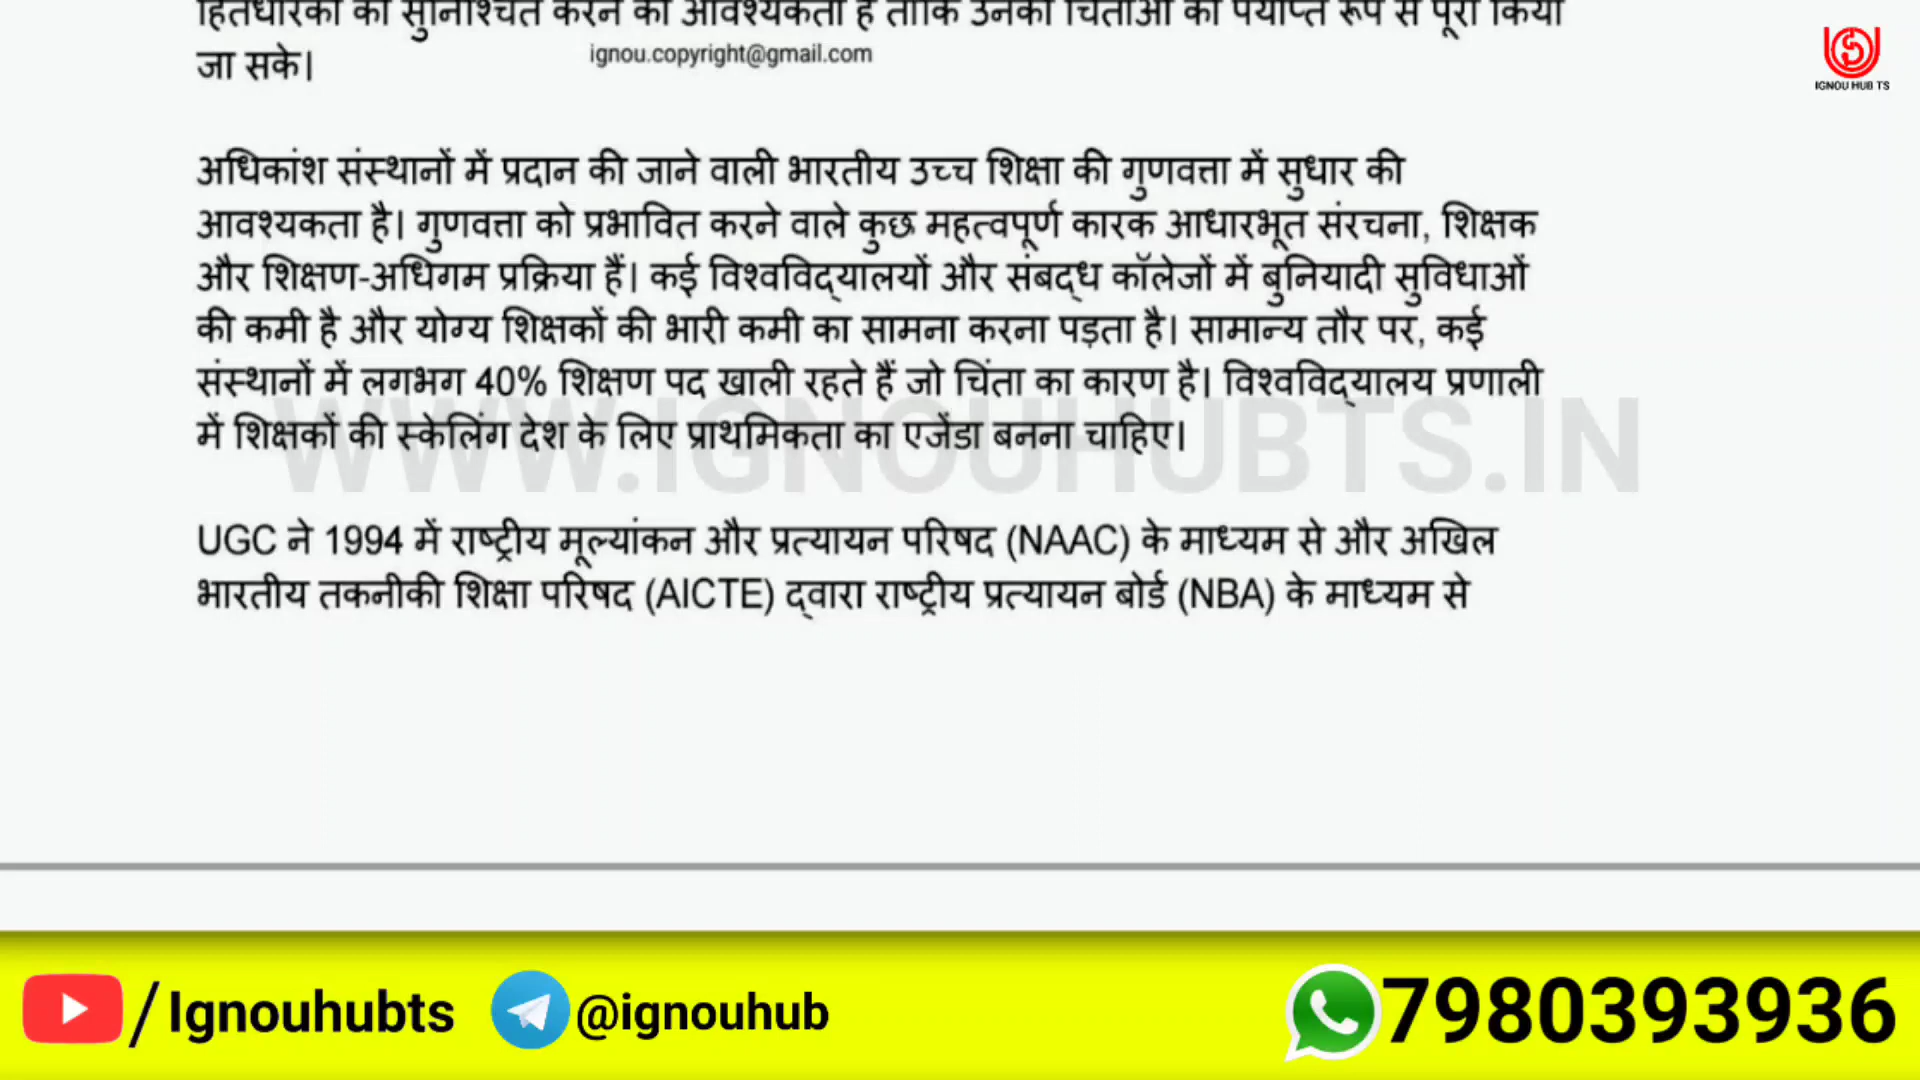 हितधारकों को सुनिश्चित करने की आवश्यकता है ताकि उनकी चिंताओं को पर्याप्त रूप से पूरा किया
जा सके।
ignou.copyright@gmail.com
IGNOU HUB TS
अधिकांश संस्थानों में प्रदान की जाने वाली भारतीय उच्च शिक्षा की गुणवत्ता में सुधार की
आवश्यकता है। गुणवत्ता को प्रभावित करने वाले कुछ महत्वपूर्ण कारक आधारभूत संरचना, शिक्षक
और शिक्षण-अधिगम प्रक्रिया हैं। कई विश्वविद्यालयों और संबद्ध कॉलेजों में बुनियादी सुविधाओं
की कमी है और योग्य शिक्षकों की भारी कमी का सामना करना पड़ता है। सामान्य तौर पर, कई
संस्थानों में लगभग 40% शिक्षण पद खाली रहते हैं जो चिंता का कारण है। विश्वविद्यालय प्रणाली
में शिक्षकों की स्केलिंग देश के लिए प्राथमिकता का एजेंडा बनना चाहिए।
WWW.IGNOUHUBTS.IN
UGC ने 1994 में राष्ट्रीय मूल्यांकन और प्रत्यायन परिषद (NAAC) के माध्यम से और अखिल
भारतीय तकनीकी शिक्षा परिषद (AICTE) द्वारा राष्ट्रीय प्रत्यायन बोर्ड (NBA) के माध्यम से
/Ignouhubts @ignouhub 7980393936